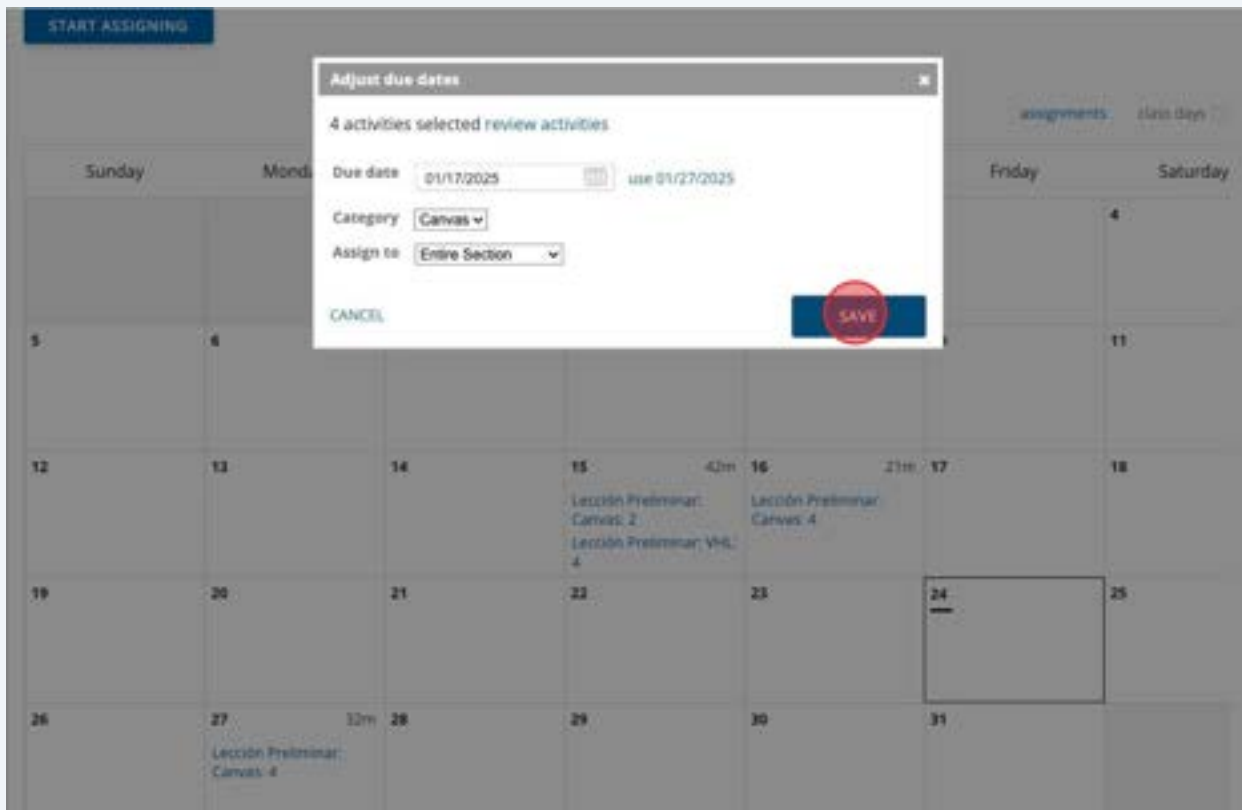 START ASSIGNING
Adjust due dates ×
4 activities selected review activities
assignments class days
Due date 01/17/2025 use 01/27/2025
Category Canvas
Assign to Entire Section
CANCEL SAVE
Sunday Monda Friday Saturday
4
5 6 11
12 13 14 15 42m 16 21m 17 18
Lección Preliminar: Lección Preliminar:
Canvas: 2 Canvas: 4
Lección Preliminar: VHL:
4
19 20 21 22 23 24 25
26 27 32m 28 29 30 31
Lección Preliminar:
Canvas: 4